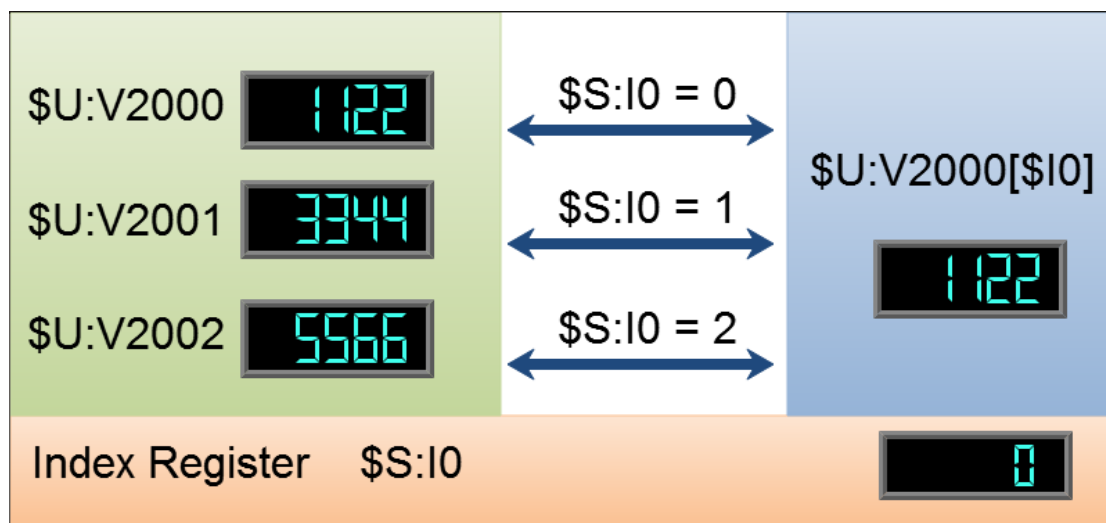 $U:V2000 1122 $S:I0 = 0
$U:V2000[$I0]
$U:V2001 3344 $S:I0 = 1
1122
$U:V2002 5566 $S:I0 = 2
Index Register $S:I0 0